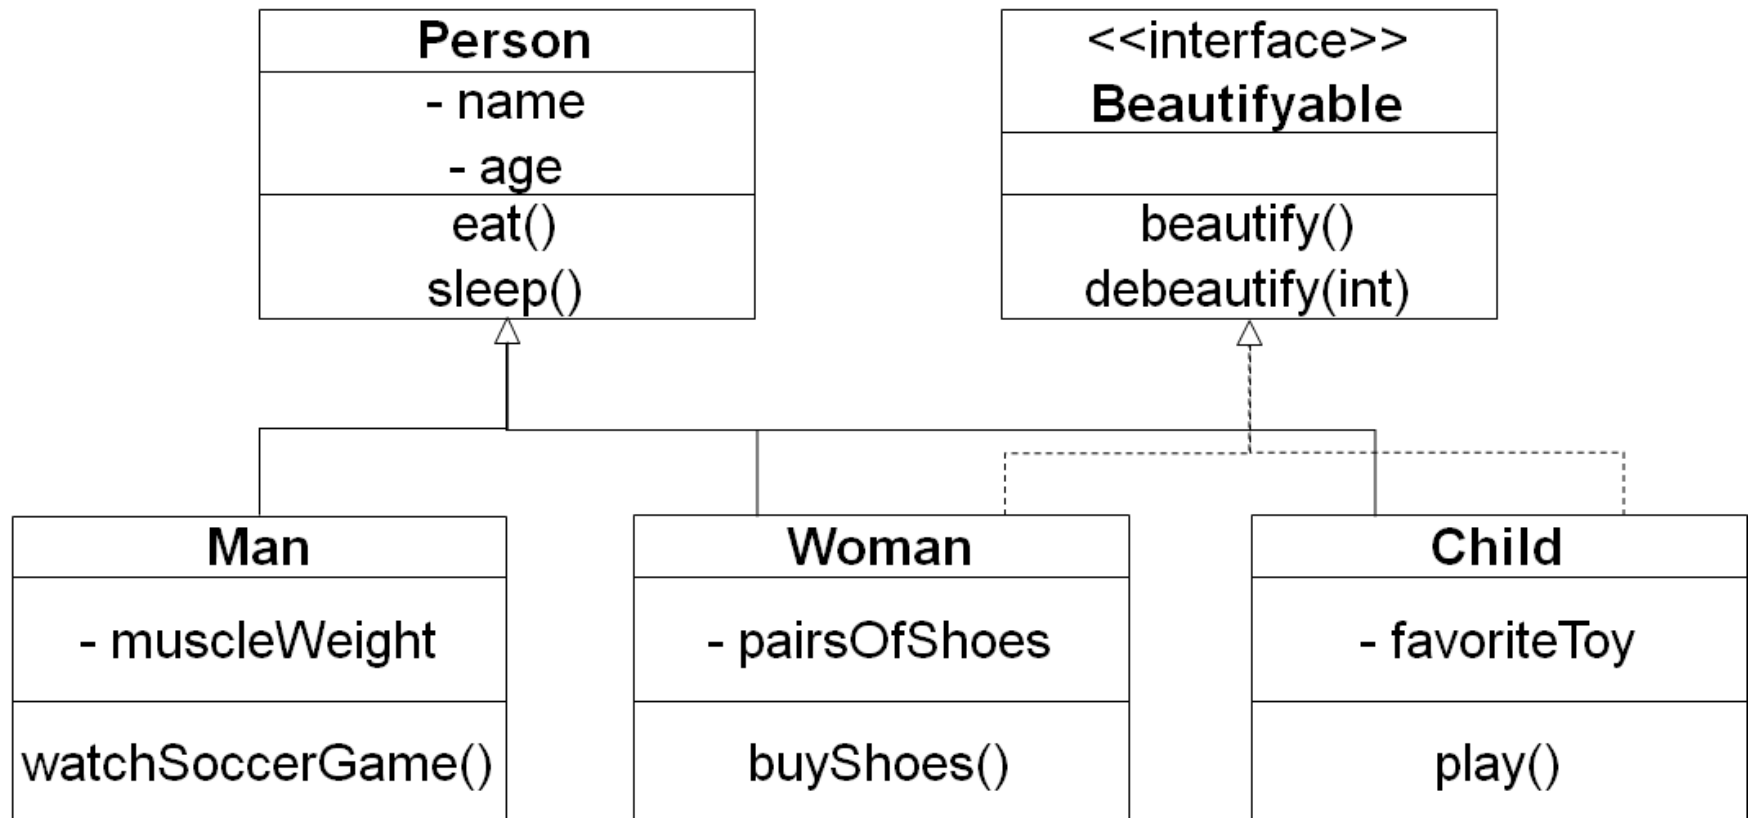 Person
- name
- age
eat()
sleep()
<<interface>>
Beautifyable
beautify()
debeautify(int)
Man
- muscleWeight
watchSoccerGame()
Woman
- pairsOfShoes
buyShoes()
Child
- favoriteToy
play()